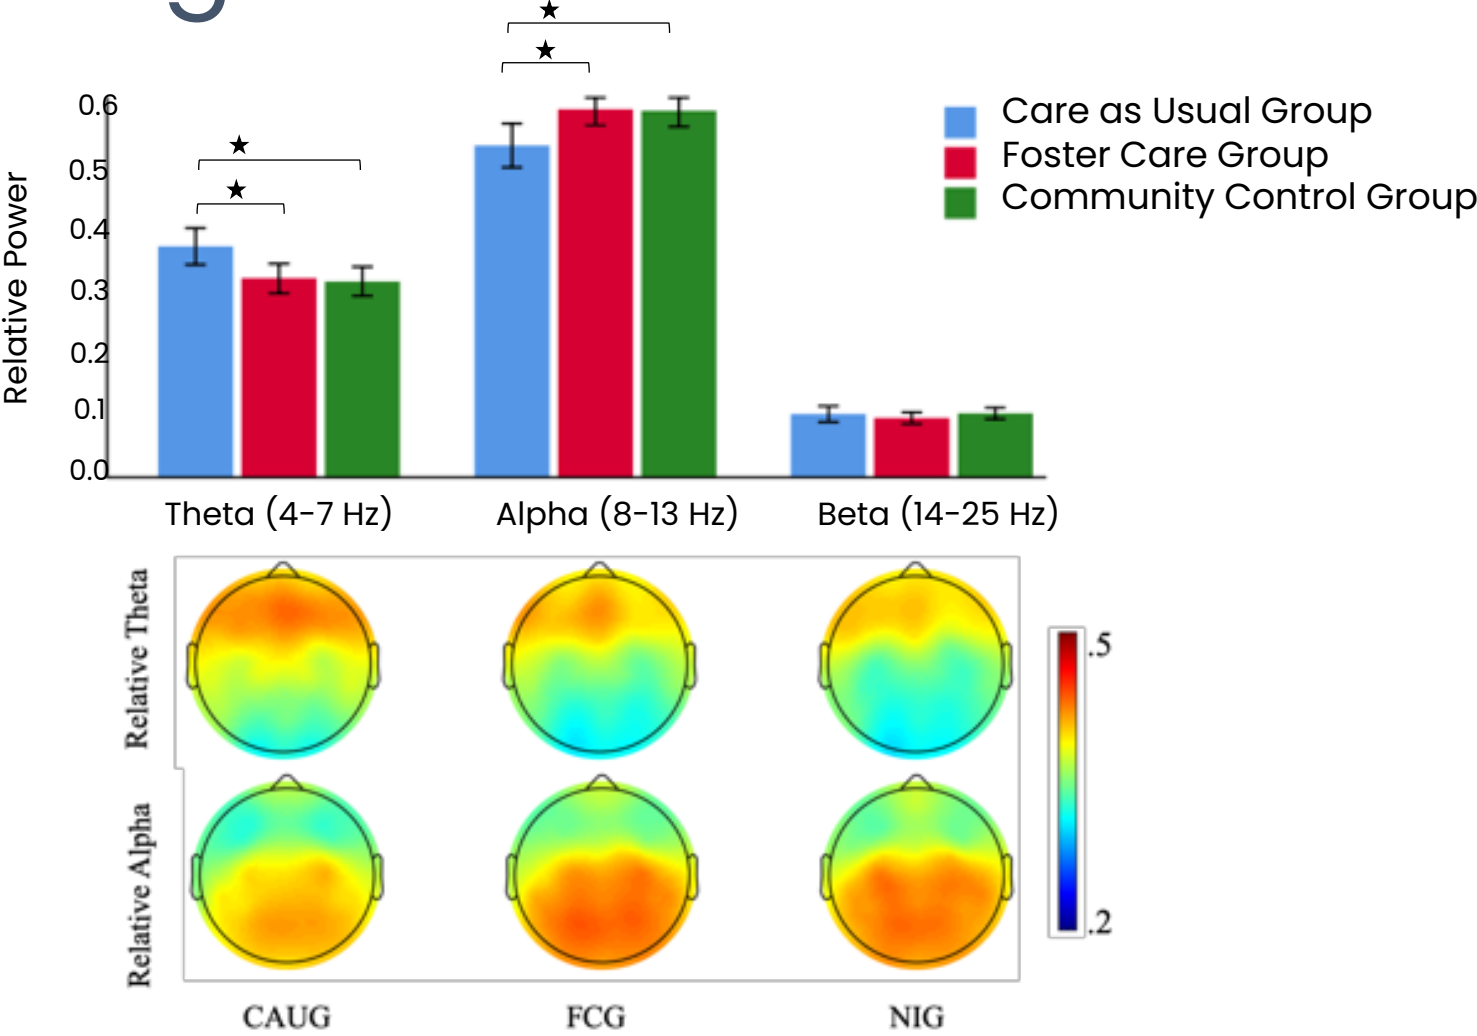 0.6
0.5
0.4
0.3
0.2
0.1
0.0
Relative Power
Care as Usual Group
Foster Care Group
Community Control Group
Theta (4-7 Hz)
Alpha (8-13 Hz)
Beta (14-25 Hz)
Relative Theta
Relative Alpha
.5
.2
CAUG
FCG
NIG